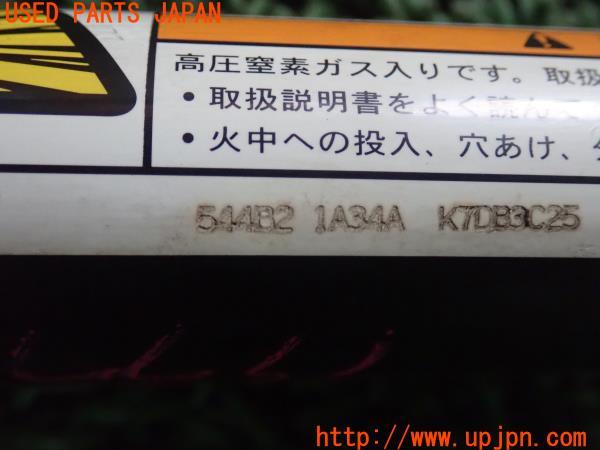 USED PARTS JAPAN
高圧窒素ガス入りです。取扱
・取扱説明書をよく読んで
・火中への投入、穴あけ、
544B2 1A34A K7DB3C25
http://www.upjpn.com